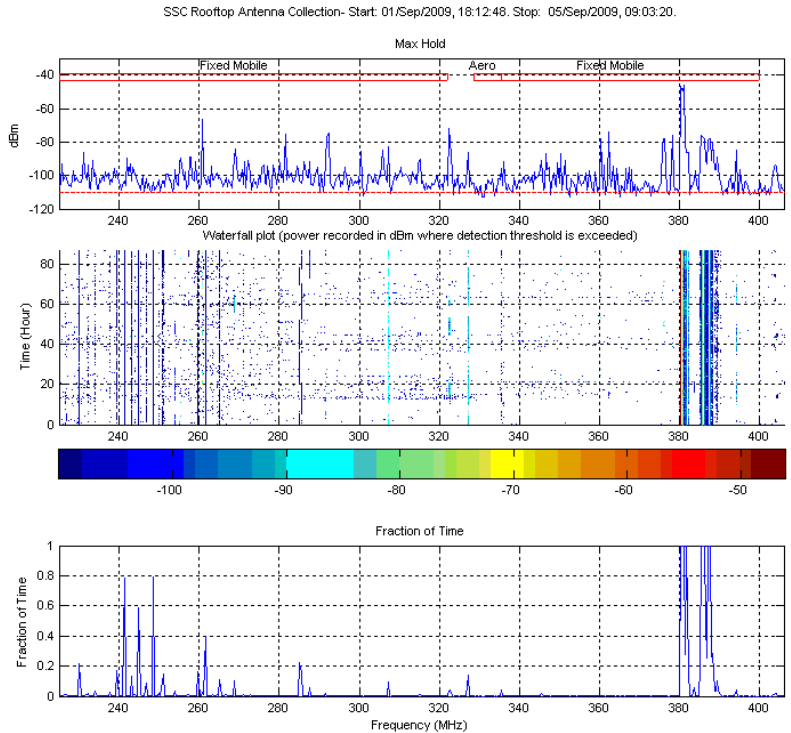 SSC Rooftop Antenna Collection- Start: 01/Sep/2009, 18:12:48. Stop: 05/Sep/2009, 09:03:20.
Max Hold
Fixed Mobile Aero Fixed Mobile
-40
-60
-80
-100
-120
dBm
240 260 280 300 320 340 360 380 400
Waterfall plot (power recorded in dBm where detection threshold is exceeded)
80
60
40
20
0
Time (Hour)
240 260 280 300 320 340 360 380 400
-100 -90 -80 -70 -60 -50
Fraction of Time
1
0.8
0.6
0.4
0.2
0
Fraction of Time
240 260 280 300 320 340 360 380 400
Frequency (MHz)